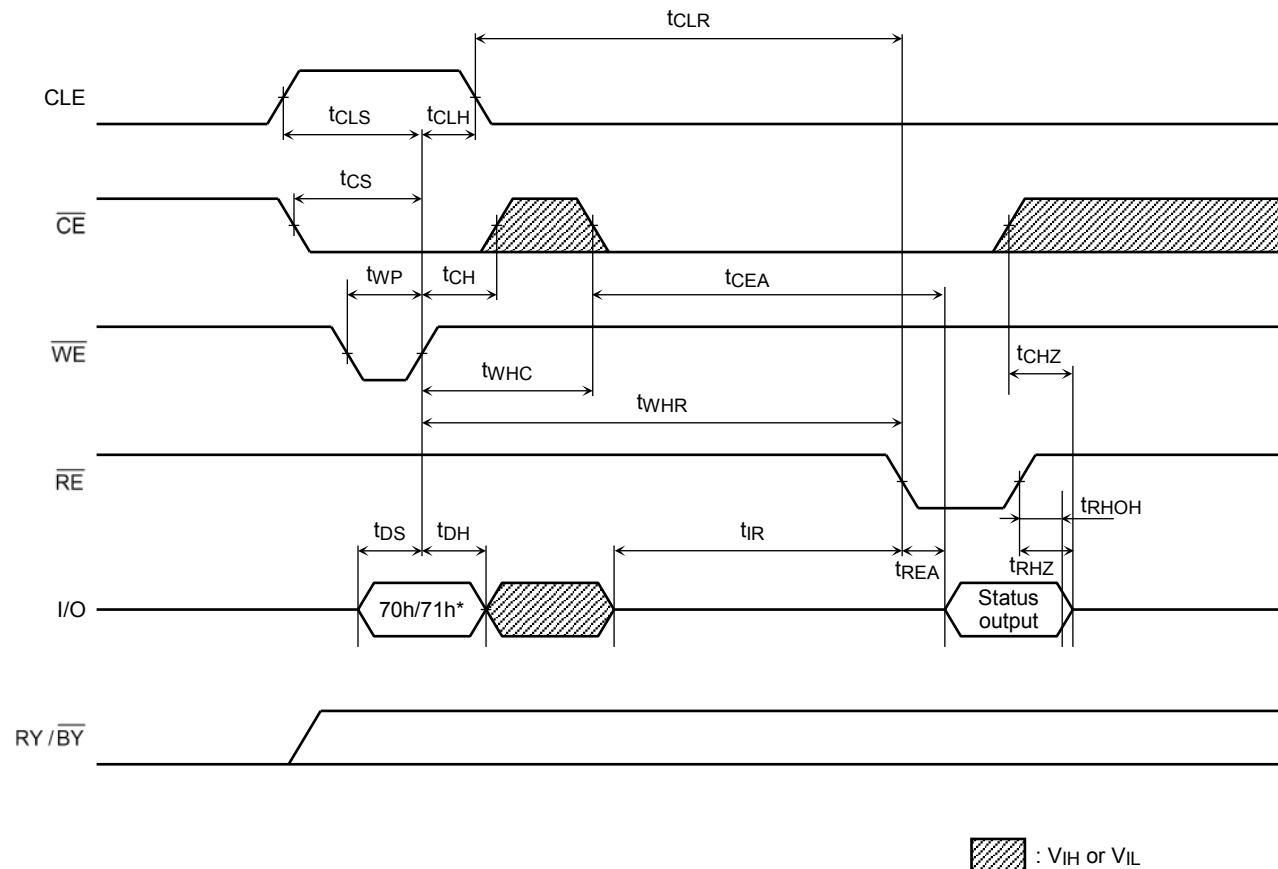 tCLR
CLE
tCLS
tCLH
tCS
CE
tWP
tCH
tCEA
WE
tCHZ
tWHC
tWHR
RE
tRHOH
tDS
tDH
tIR
tREA
tRHZ
I/O
70h/71h*
Status
output
RY / BY
: VIH or VIL